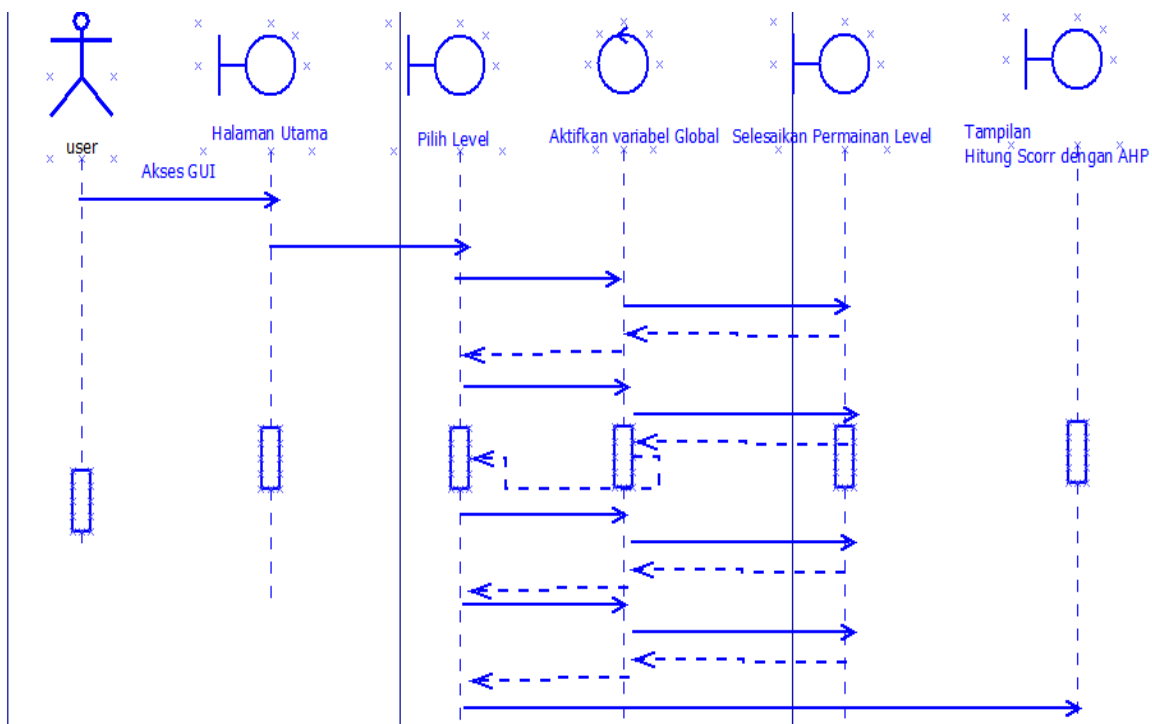 user
Halaman Utama
Pilih Level
Aktifkan variabel Global
Selesaikan Permainan Level
Tampilan
Hitung Scorr dengan AHP
Akses GUI